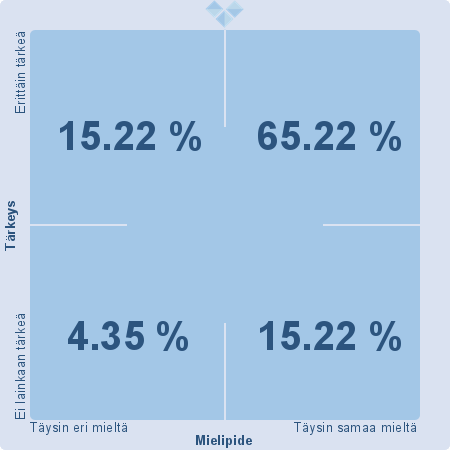 Erittäin tärkeä
15.22 %
65.22 %
Tärkeys
Ei lainkaan tärkeä
4.35 %
15.22 %
Täysin eri mieltä
Täysin samaa mieltä
Mielipide